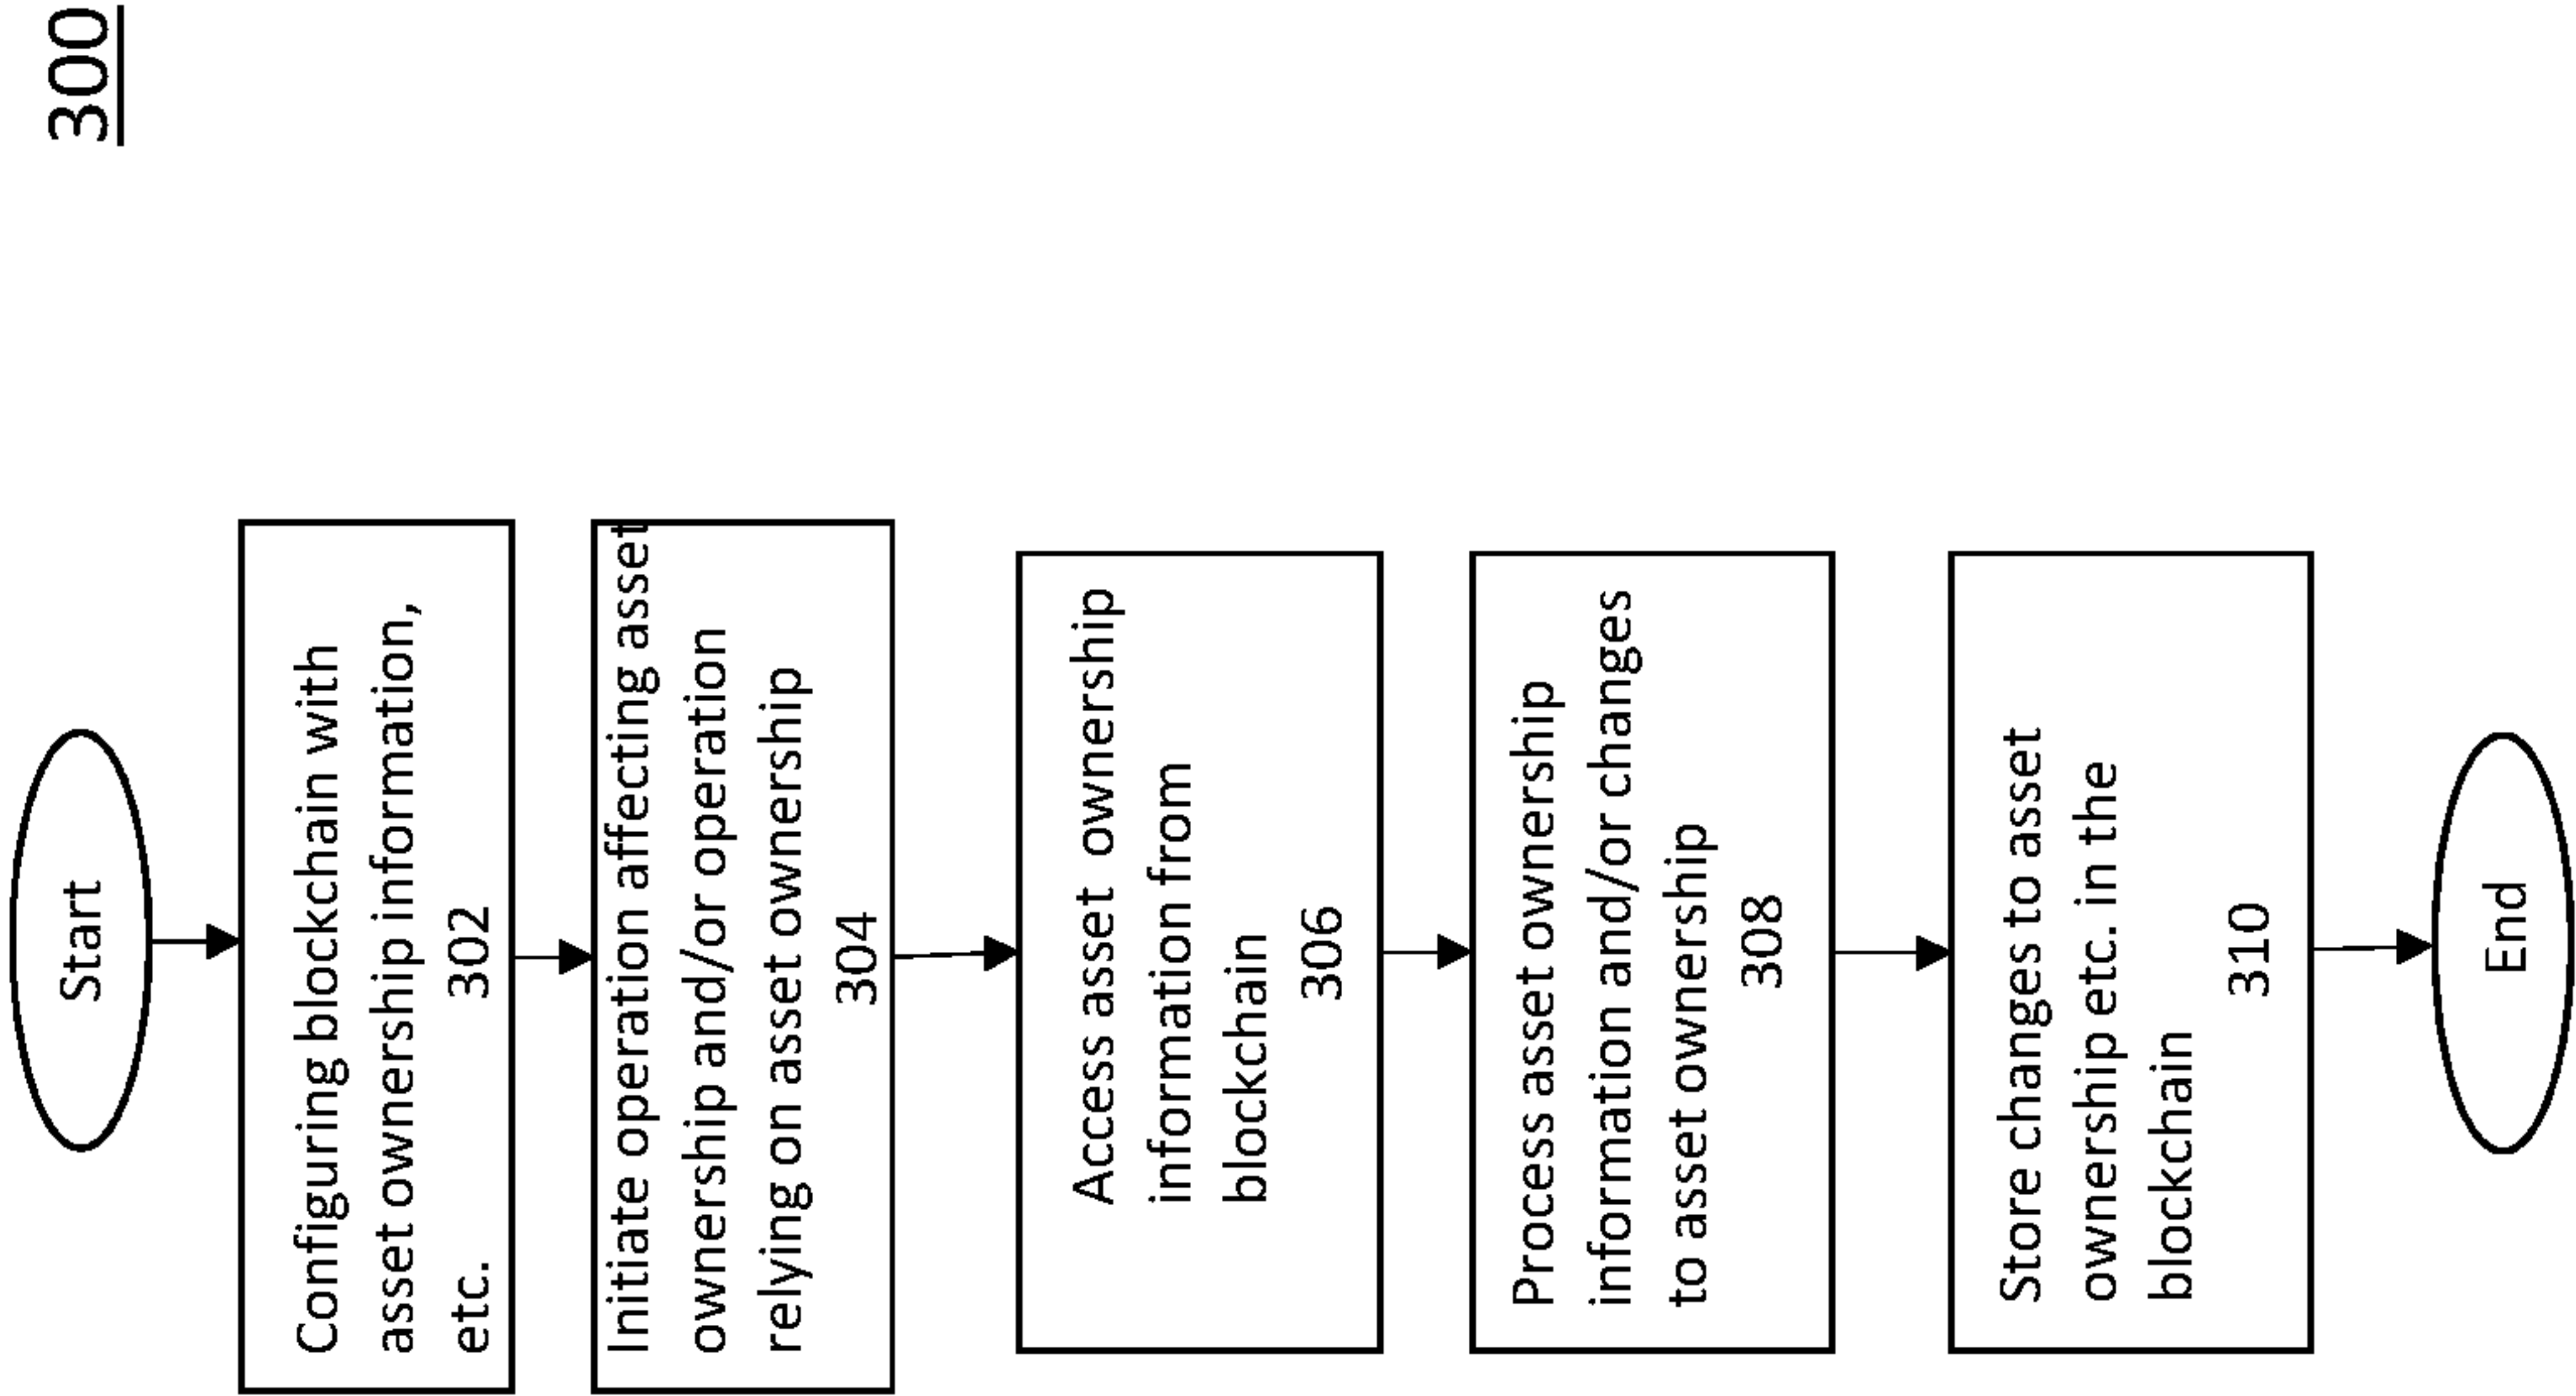 300
Start
Configuring blockchain with
asset ownership information,
etc. 302
Initiate operation affecting asset
ownership and/or operation
relying on asset ownership
304
Access asset ownership
information from
blockchain
306
Process asset ownership
information and/or changes
to asset ownership
308
Store changes to asset
ownership etc. in the
blockchain
310
End